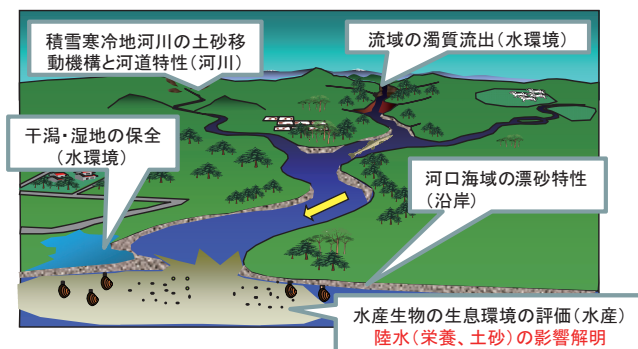 積雪寒冷地河川の土砂移
動機構と河道特性(河川)
流域の濁質流出(水環境)
干潟・湿地の保全
(水環境)
河口海域の漂砂特性
(沿岸)
水産生物の生息環境の評価(水産)
陸水(栄養、土砂)の影響解明